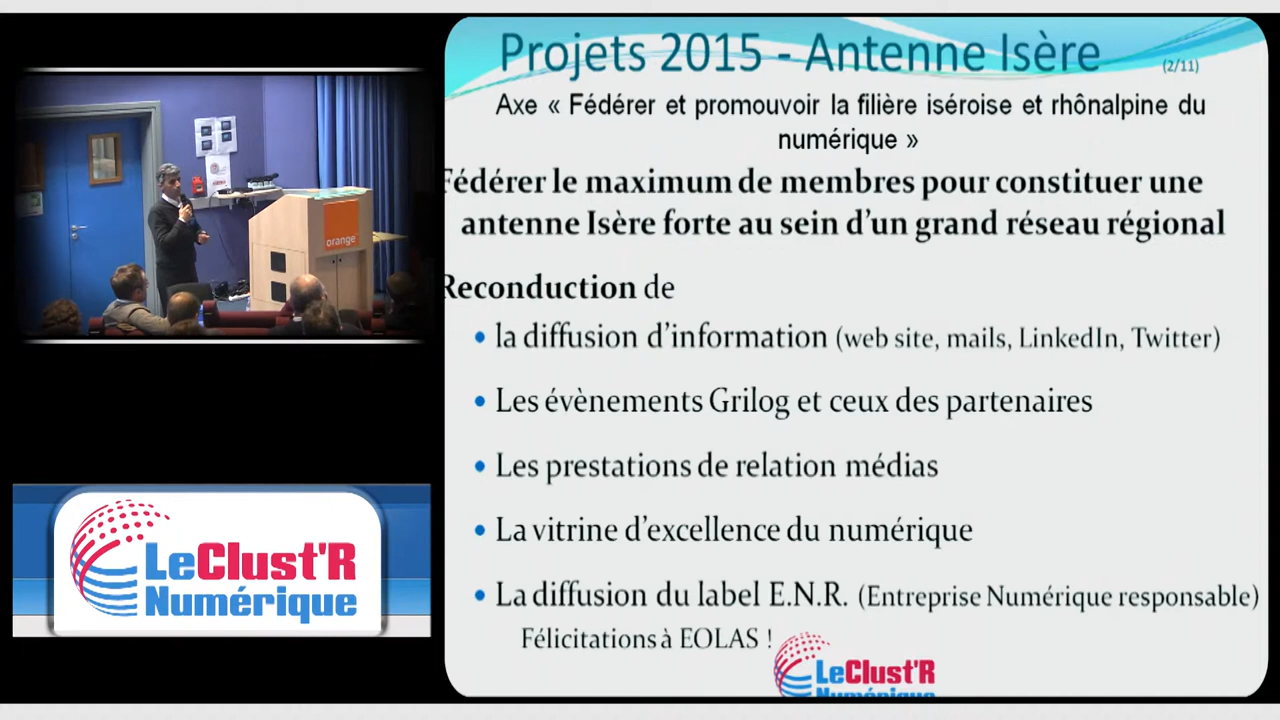 Projets 2015 - Antenne Isère
(2/11)
Axe « Fédérer et promouvoir la filière iséroise et rhônalpine du
numérique »
Fédérer le maximum de membres pour constituer une
antenne Isère forte au sein d’un grand réseau régional
Reconduction de
• la diffusion d’information (web site, mails, LinkedIn, Twitter)
• Les évènements Grilog et ceux des partenaires
• Les prestations de relation médias
• La vitrine d’excellence du numérique
• La diffusion du label E.N.R. (Entreprise Numérique responsable)
Félicitations à EOLAS !
LeClust'R
Numérique
orange
LeClust'R
Numérique